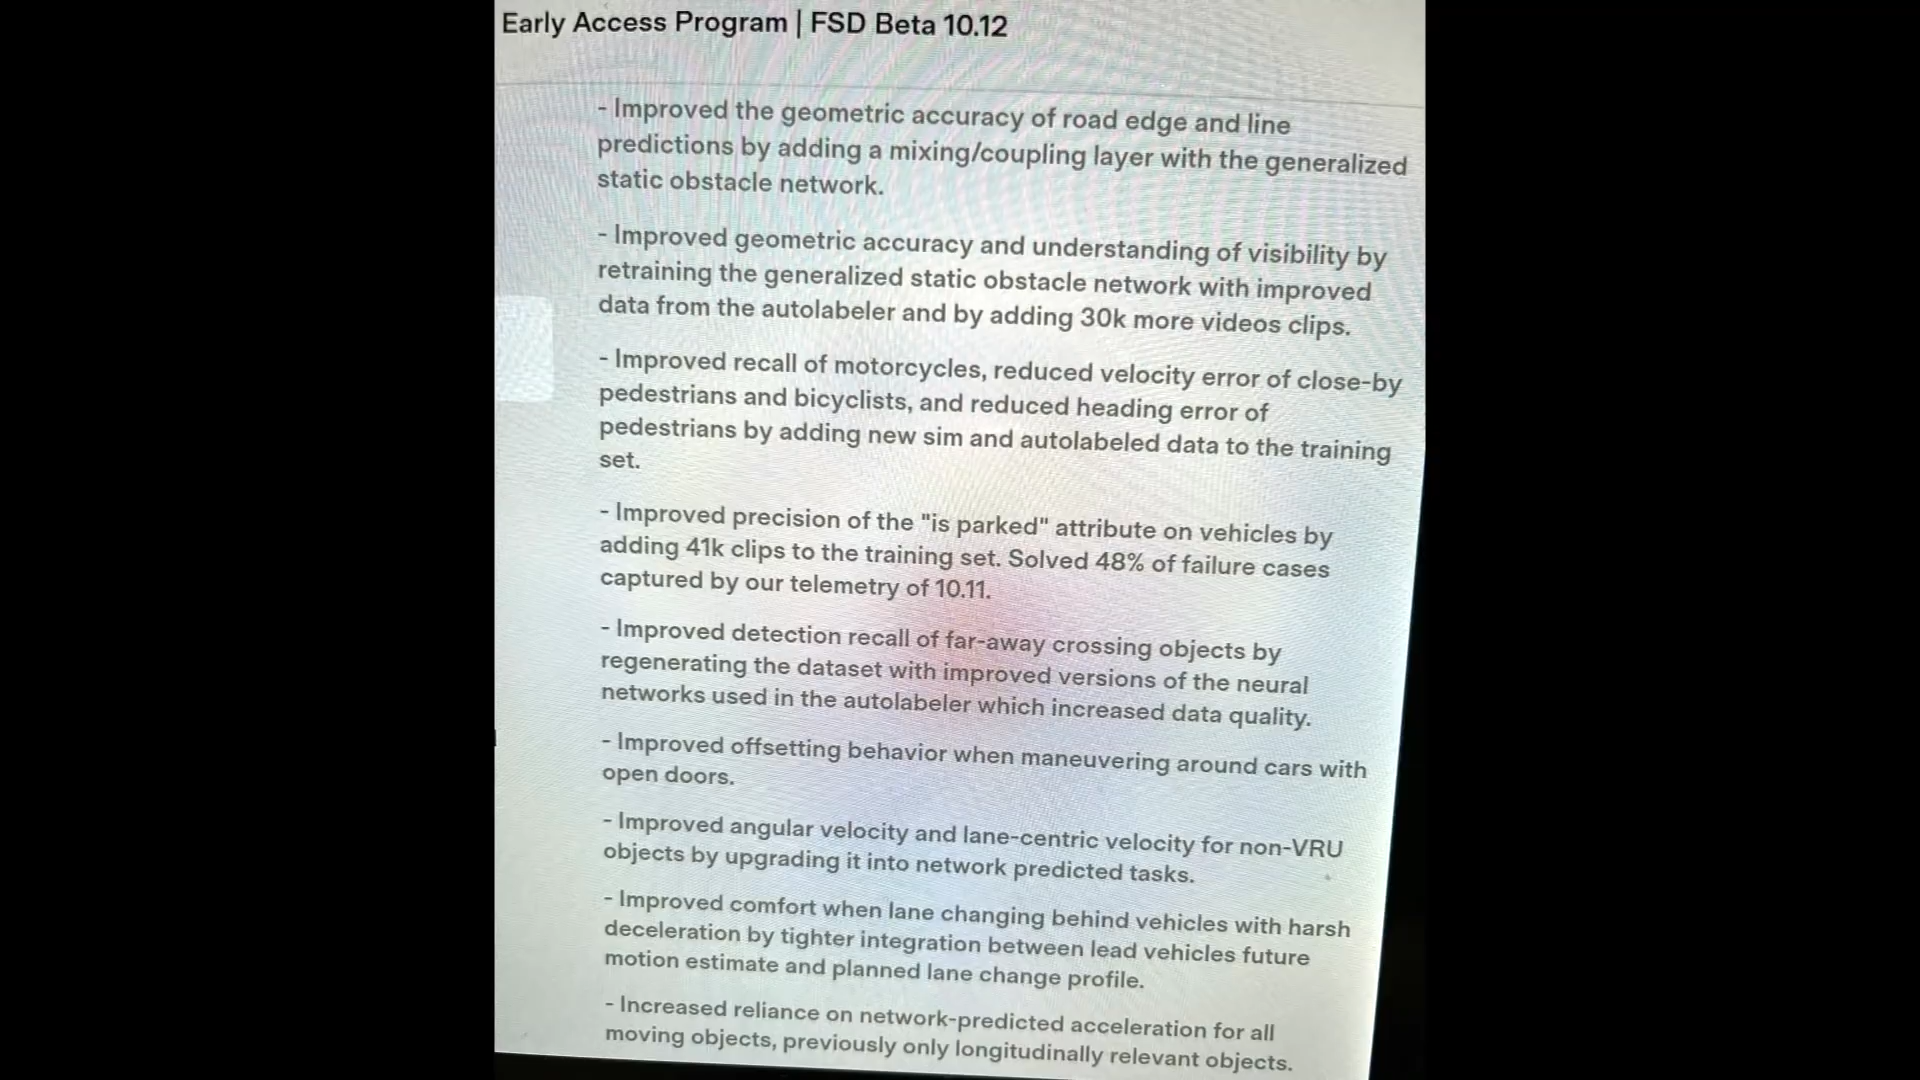 Early Access Program | FSD Beta 10.12
- Improved the geometric accuracy of road edge and line
predictions by adding a mixing/coupling layer with the generalized
static obstacle network.
- Improved geometric accuracy and understanding of visibility by
retraining the generalized static obstacle network with improved
data from the autolabeler and by adding 30k more videos clips.
- Improved recall of motorcycles, reduced velocity error of close-by
pedestrians and bicyclists, and reduced heading error of
pedestrians by adding new sim and autolabeled data to the training
set.
- Improved precision of the "is parked" attribute on vehicles by
adding 41k clips to the training set. Solved 48% of failure cases
captured by our telemetry of 10.11.
- Improved detection recall of far-away crossing objects by
regenerating the dataset with improved versions of the neural
networks used in the autolabeler which increased data quality.
- Improved offsetting behavior when maneuvering around cars with
open doors.
- Improved angular velocity and lane-centric velocity for non-VRU
objects by upgrading it into network predicted tasks.
- Improved comfort when lane changing behind vehicles with harsh
deceleration by tighter integration between lead vehicles future
motion estimate and planned lane change profile.
- Increased reliance on network-predicted acceleration for all
moving objects, previously only longitudinally relevant objects.